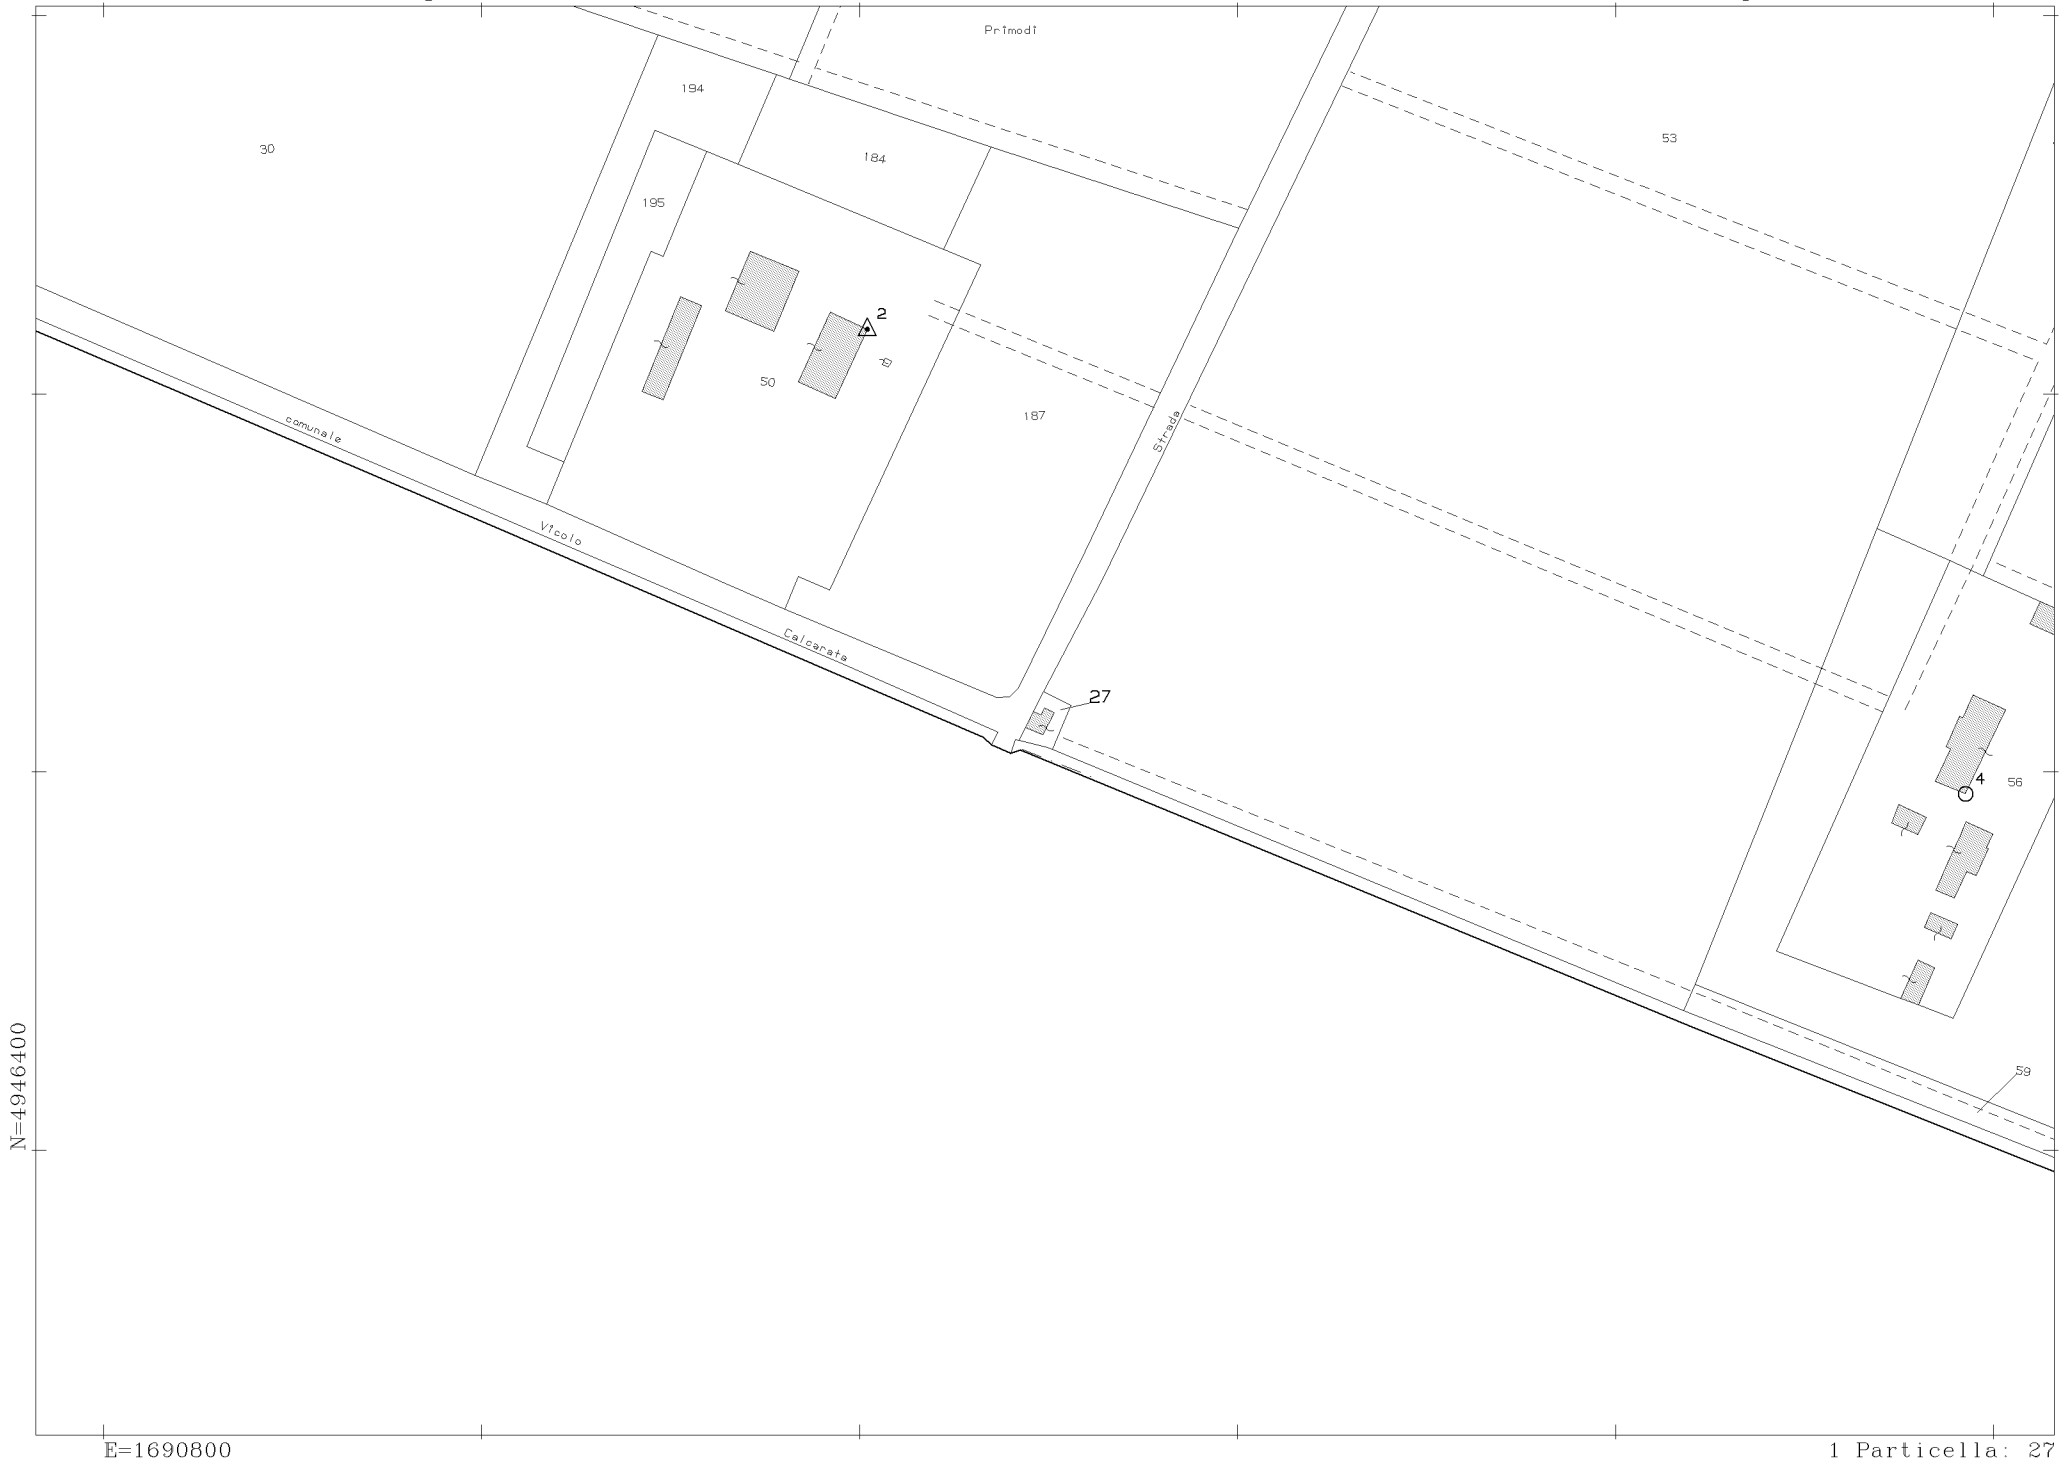 Primodi
194
53
30
184
195
2
50
187
Strada
comunale
Vicolo
Calcarata
27
4
56
59
N=4946400
E=1690800
1 Particella: 27